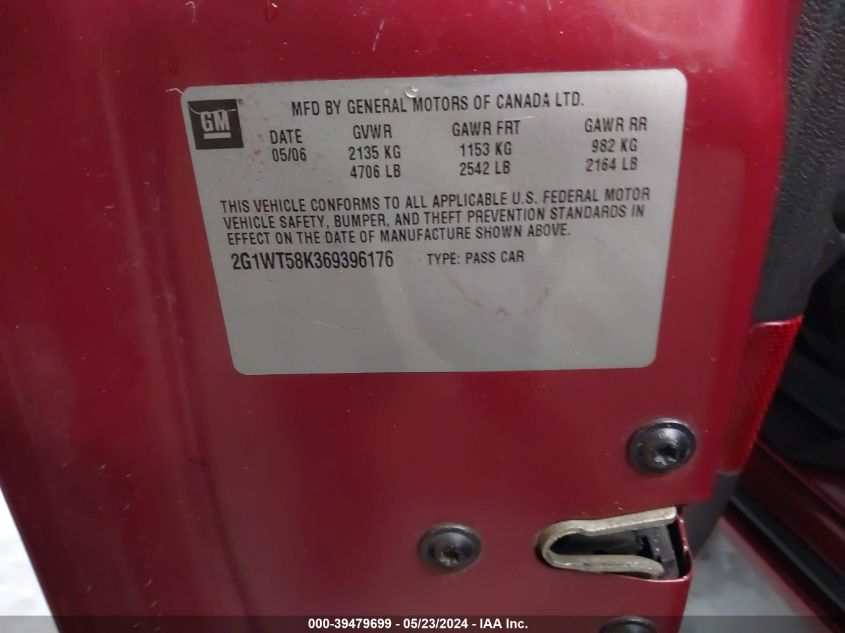 GM
MFD BY GENERAL MOTORS OF CANADA LTD.
DATE GVWR GAWR FRT GAWR RR
05/06 2135 KG 1153 KG 982 KG
4706 LB 2542 LB 2164 LB
THIS VEHICLE CONFORMS TO ALL APPLICABLE U.S. FEDERAL MOTOR
VEHICLE SAFETY, BUMPER, AND THEFT PREVENTION STANDARDS IN
EFFECT ON THE DATE OF MANUFACTURE SHOWN ABOVE.
2G1WT58K369396176 TYPE: PASS CAR
000-39479699 - 05/23/2024 - IAA Inc.